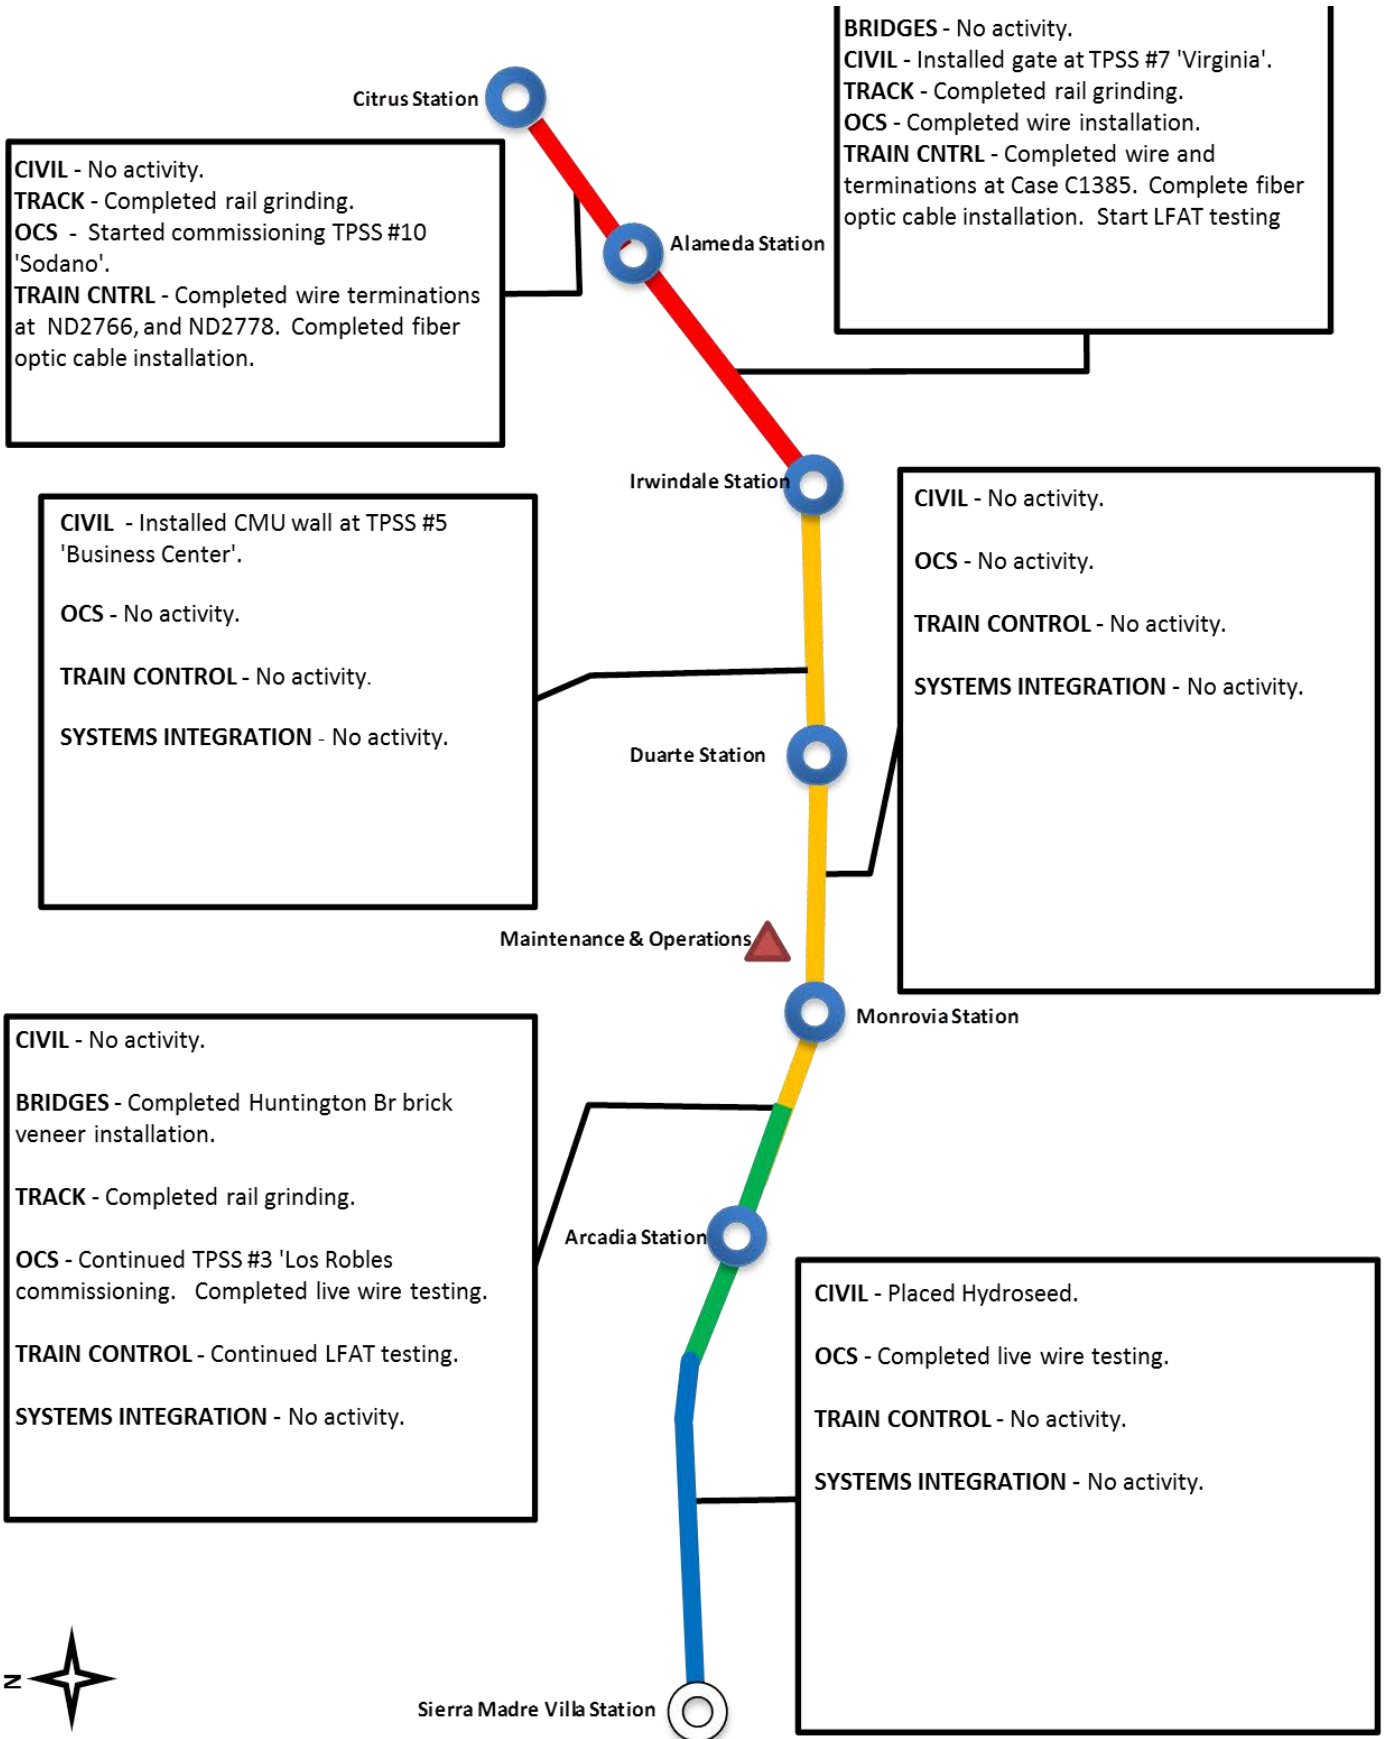 BRIDGES - No activity.
CIVIL - Installed gate at TPSS #7 'Virginia'.
TRACK - Completed rail grinding.
OCS - Completed wire installation.
TRAIN CNTRL - Completed wire and
terminations at Case C1385. Complete fiber
optic cable installation. Start LFAT testing
Citrus Station
CIVIL - No activity.
TRACK - Completed rail grinding.
OCS - Started commissioning TPSS #10
'Sodano'.
TRAIN CNTRL - Completed wire terminations
at ND2766, and ND2778. Completed fiber
optic cable installation.
Alameda Station
Irwindale Station
CIVIL - No activity.
OCS - No activity.
TRAIN CONTROL - No activity.
SYSTEMS INTEGRATION - No activity.
CIVIL - Installed CMU wall at TPSS #5
'Business Center'.
OCS - No activity.
TRAIN CONTROL - No activity.
SYSTEMS INTEGRATION - No activity.
Duarte Station
Maintenance & Operations
Monrovia Station
CIVIL - No activity.
BRIDGES - Completed Huntington Br brick
veneer installation.
TRACK - Completed rail grinding.
OCS - Continued TPSS #3 'Los Robles
commissioning. Completed live wire testing.
TRAIN CONTROL - Continued LFAT testing.
SYSTEMS INTEGRATION - No activity.
Arcadia Station
CIVIL - Placed Hydroseed.
OCS - Completed live wire testing.
TRAIN CONTROL - No activity.
SYSTEMS INTEGRATION - No activity.
N
Sierra Madre Villa Station